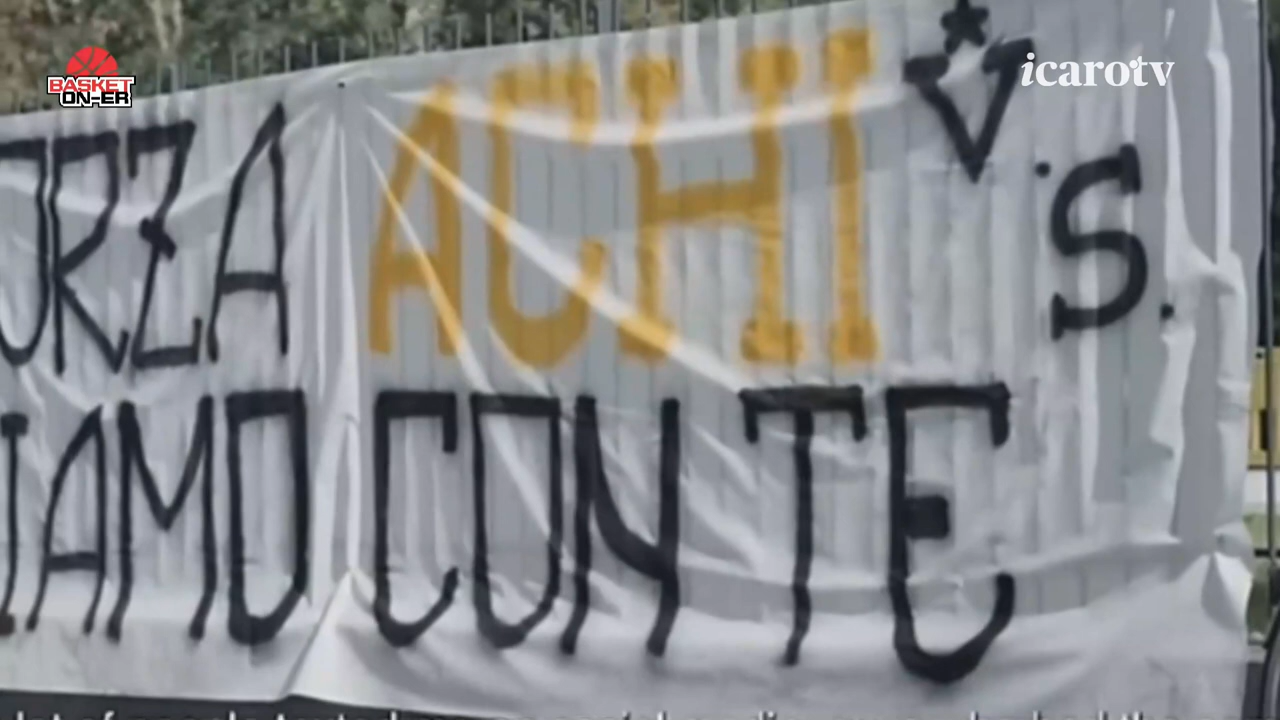 BASKET
ON-ER
icarotv
ORZA ACHI V.S.
IAMO CON TE